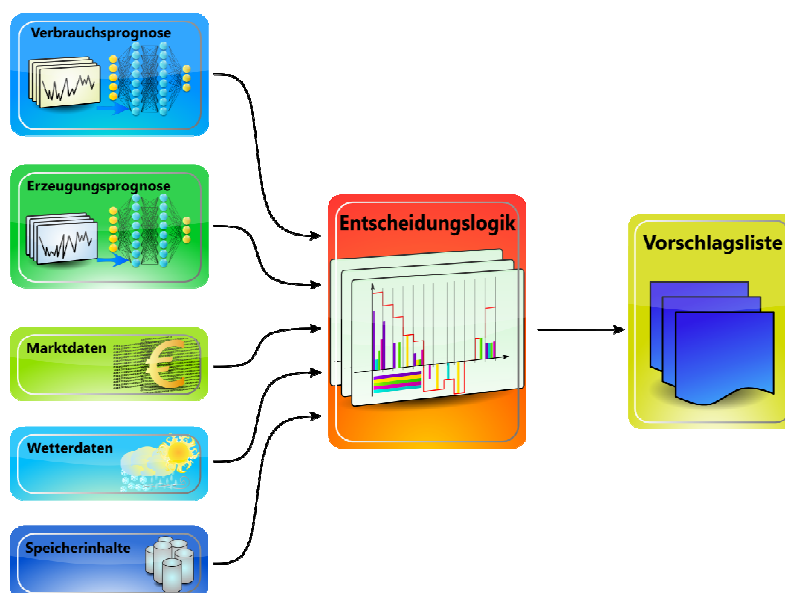 Verbrauchsprognose
Erzeugungsprognose
Marktdaten
€
Wetterdaten
Speicherinhalte
Entscheidungslogik
Vorschlagsliste